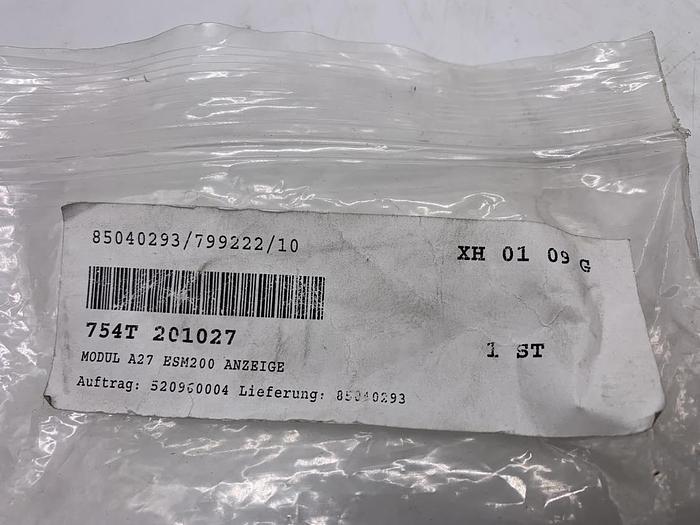 85040293/799222/10
XH 01 09 G
754T 201027
1 ST
MODUL A27 ESM200 ANZEIGE
Auftrag: 520960004 Lieferung: 85040293